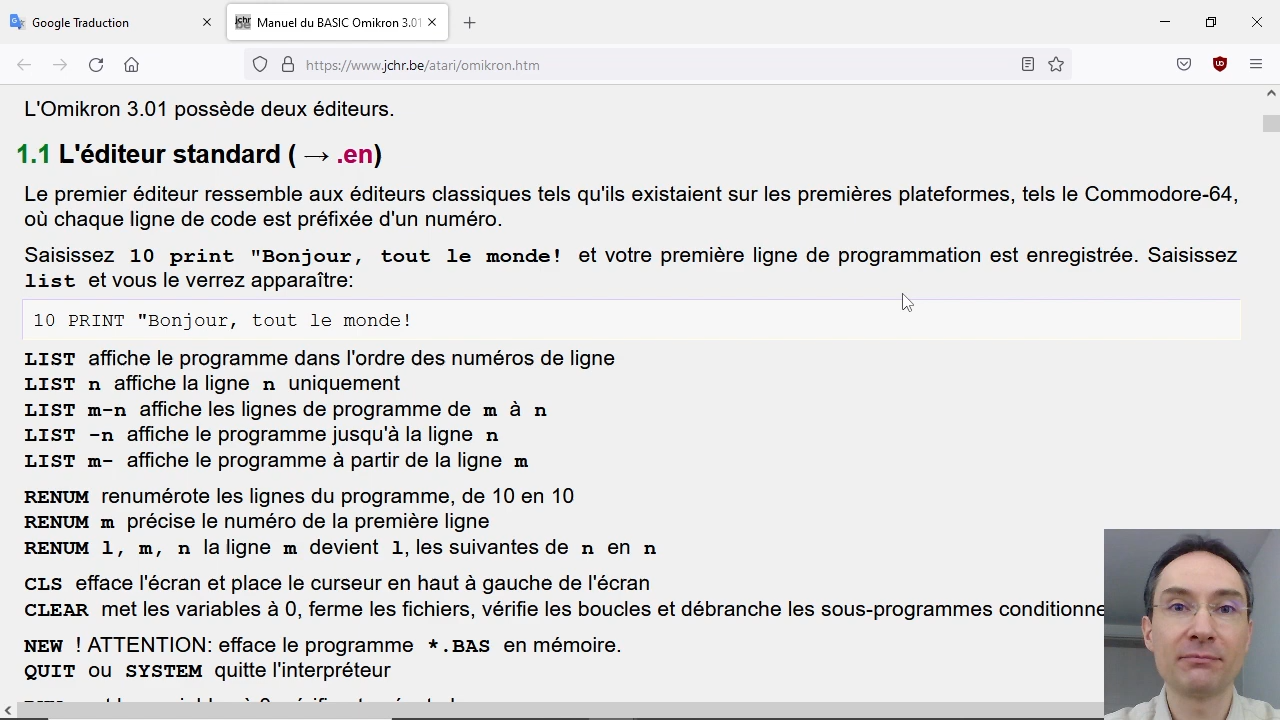 Google Traduction
jchr
be
Manuel du BASIC Omikron 3.01
https://www.jchr.be/atari/omikron.htm
L'Omikron 3.01 possède deux éditeurs.
1.1 L'éditeur standard ( → .en)
Le premier éditeur ressemble aux éditeurs classiques tels qu'ils existaient sur les premières plateformes, tels le Commodore-64,
où chaque ligne de code est préfixée d'un numéro.
Saisissez 10 print "Bonjour, tout le monde! et votre première ligne de programmation est enregistrée. Saisissez
list et vous le verrez apparaître:
10 PRINT "Bonjour, tout le monde!
LIST affiche le programme dans l'ordre des numéros de ligne
LIST n affiche la ligne n uniquement
LIST m-n affiche les lignes de programme de m à n
LIST -n affiche le programme jusqu'à la ligne n
LIST m- affiche le programme à partir de la ligne m
RENUM renumérote les lignes du programme, de 10 en 10
RENUM m précise le numéro de la première ligne
RENUM l, m, n la ligne m devient l, les suivantes de n en n
CLS efface l'écran et place le curseur en haut à gauche de l'écran
CLEAR met les variables à 0, ferme les fichiers, vérifie les boucles et débranche les sous-programmes conditionne
NEW ! ATTENTION: efface le programme *.BAS en mémoire.
QUIT ou SYSTEM quitte l'interpréteur